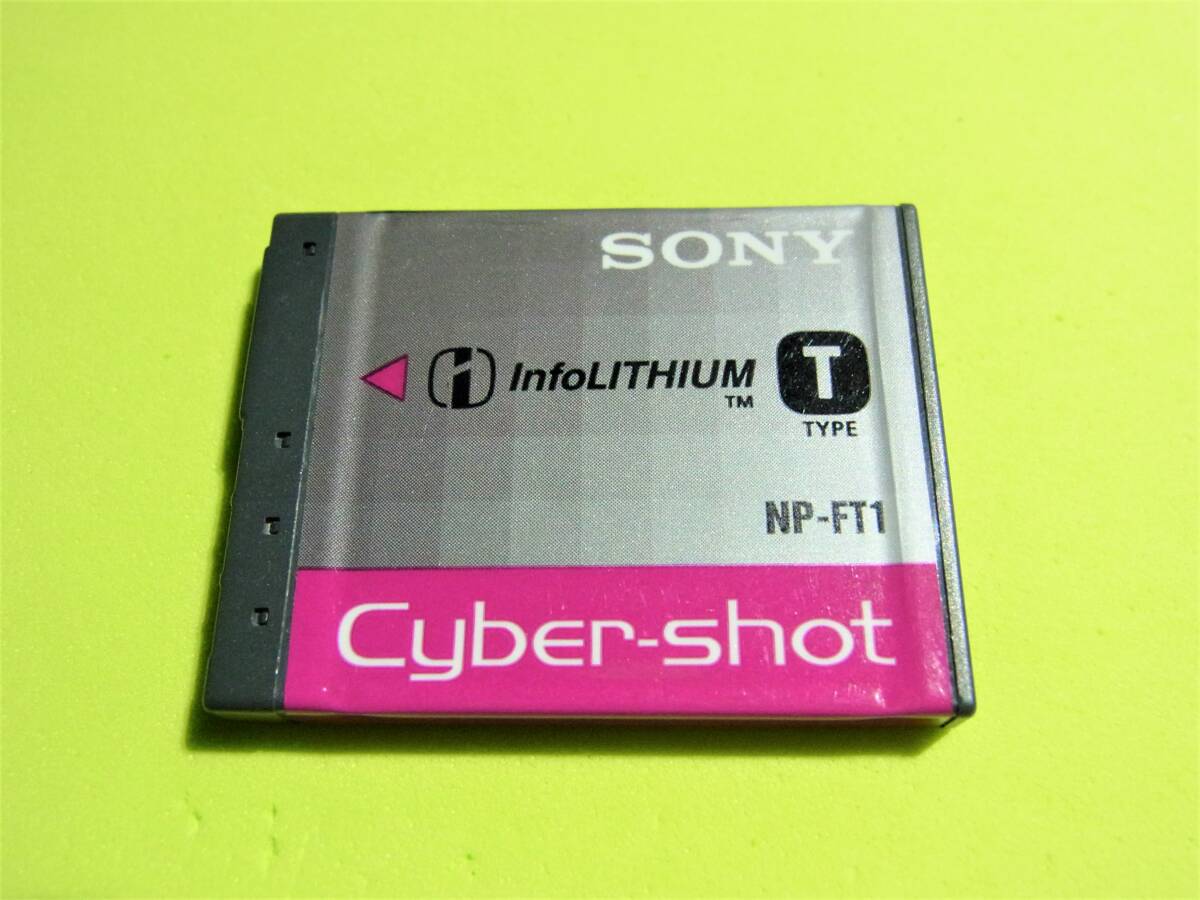 SONY
InfoLITHIUM
TM
T
TYPE
NP-FT1
Cyber-shot